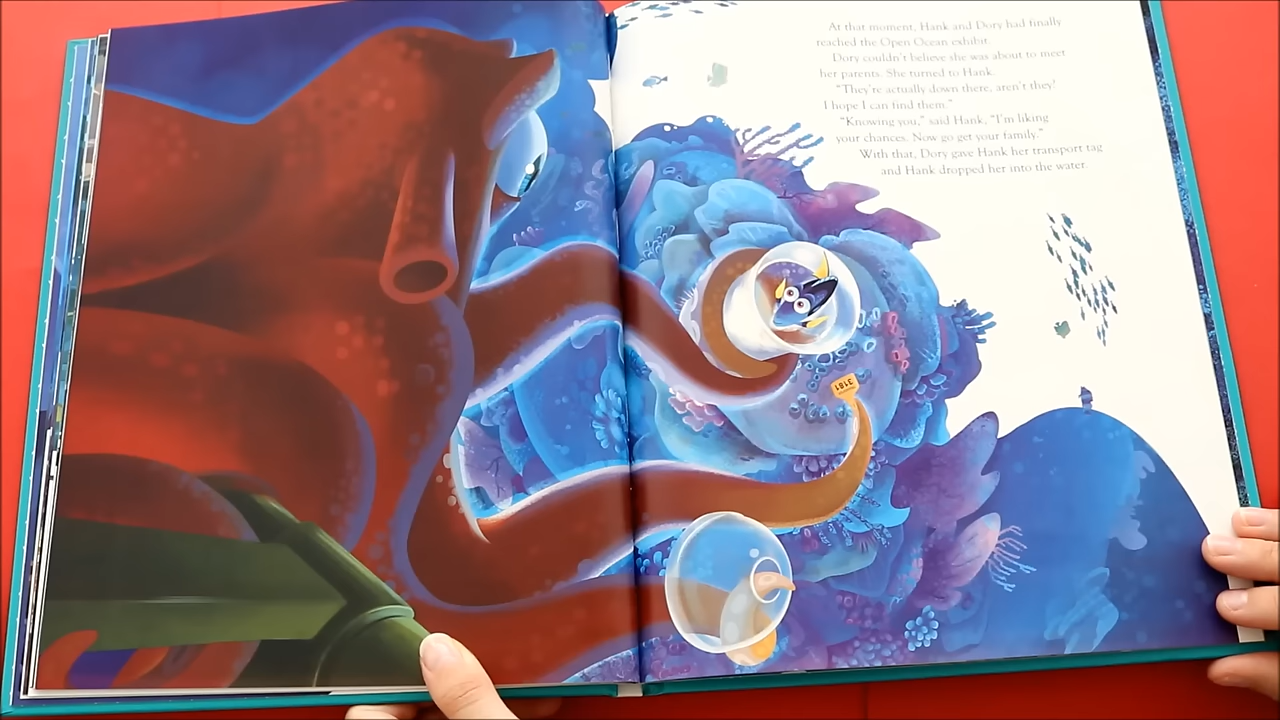 At that moment, Hank and Dory had finally
reached the Open Ocean exhibit.
Dory couldn't believe she was about to meet
her parents. She turned to Hank.
"They're actually down there, aren't they?
I hope I can find them."
"Knowing you," said Hank, "I'm liking
your chances. Now go get your family."
With that, Dory gave Hank her transport tag
and Hank dropped her into the water.
3181